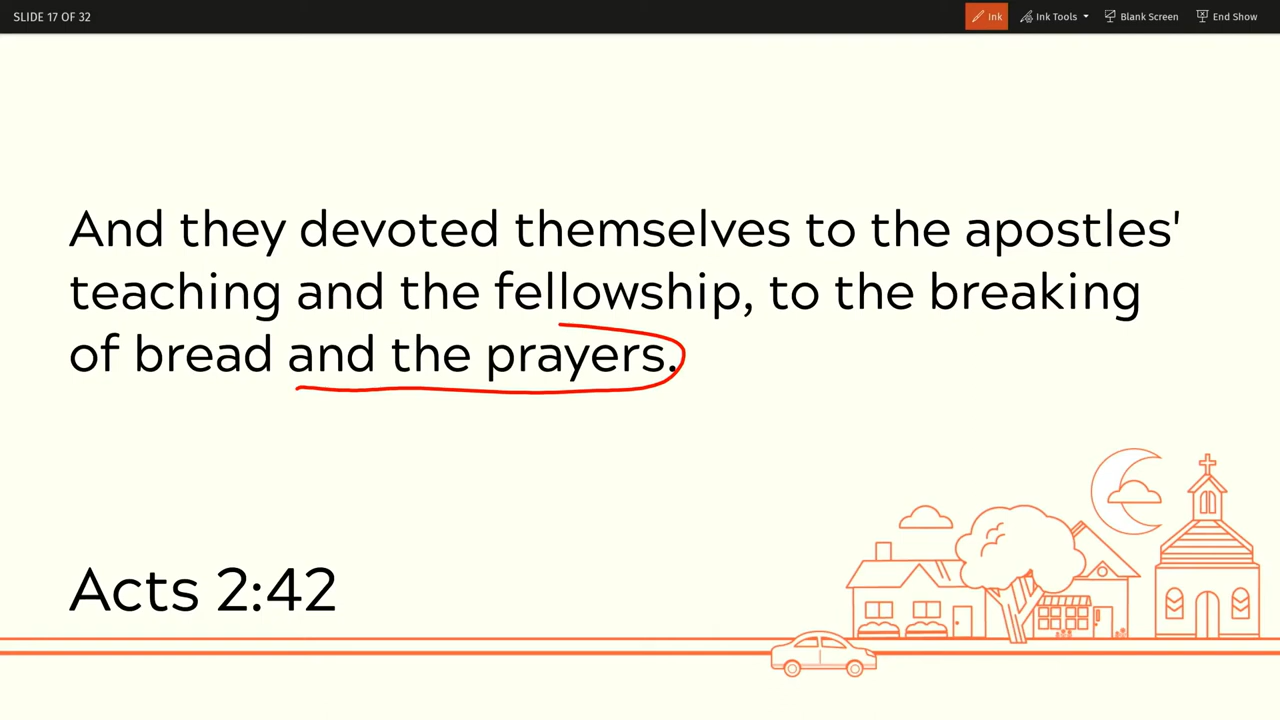 SLIDE 17 OF 32
Ink
Ink Tools
Blank Screen
End Show
And they devoted themselves to the apostles'
teaching and the fellowship, to the breaking
of bread and the prayers.
Acts 2:42